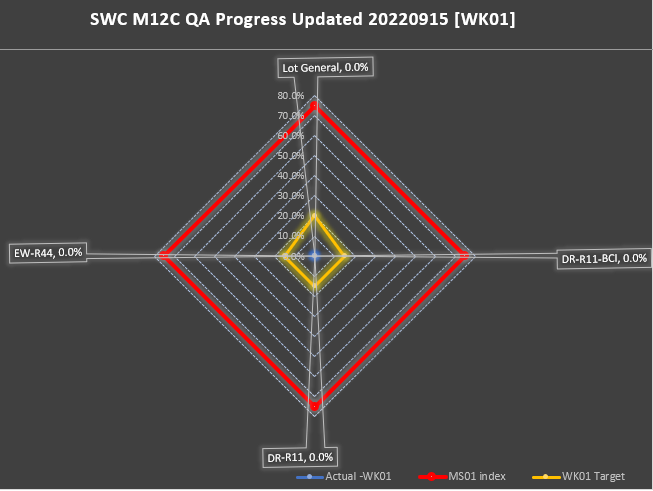 SWC M12C QA Progress Updated 20220915 [WK01]
Lot General, 0.0%
80.0%
70.0%
60.0%
50.0%
40.0%
30.0%
20.0%
10.0%
EW-R44, 0.0%
DR-R11-BCI, 0.0%
DR-R11, 0.0%
Actual -WK01
MS01 index
WK01 Target